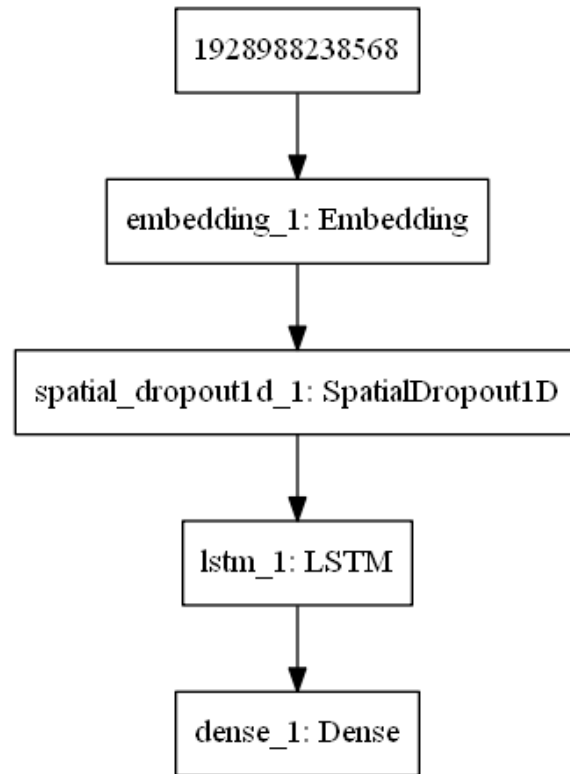 1928988238568
embedding_1: Embedding
spatial_dropout1d_1: SpatialDropout1D
lstm_1: LSTM
dense_1: Dense